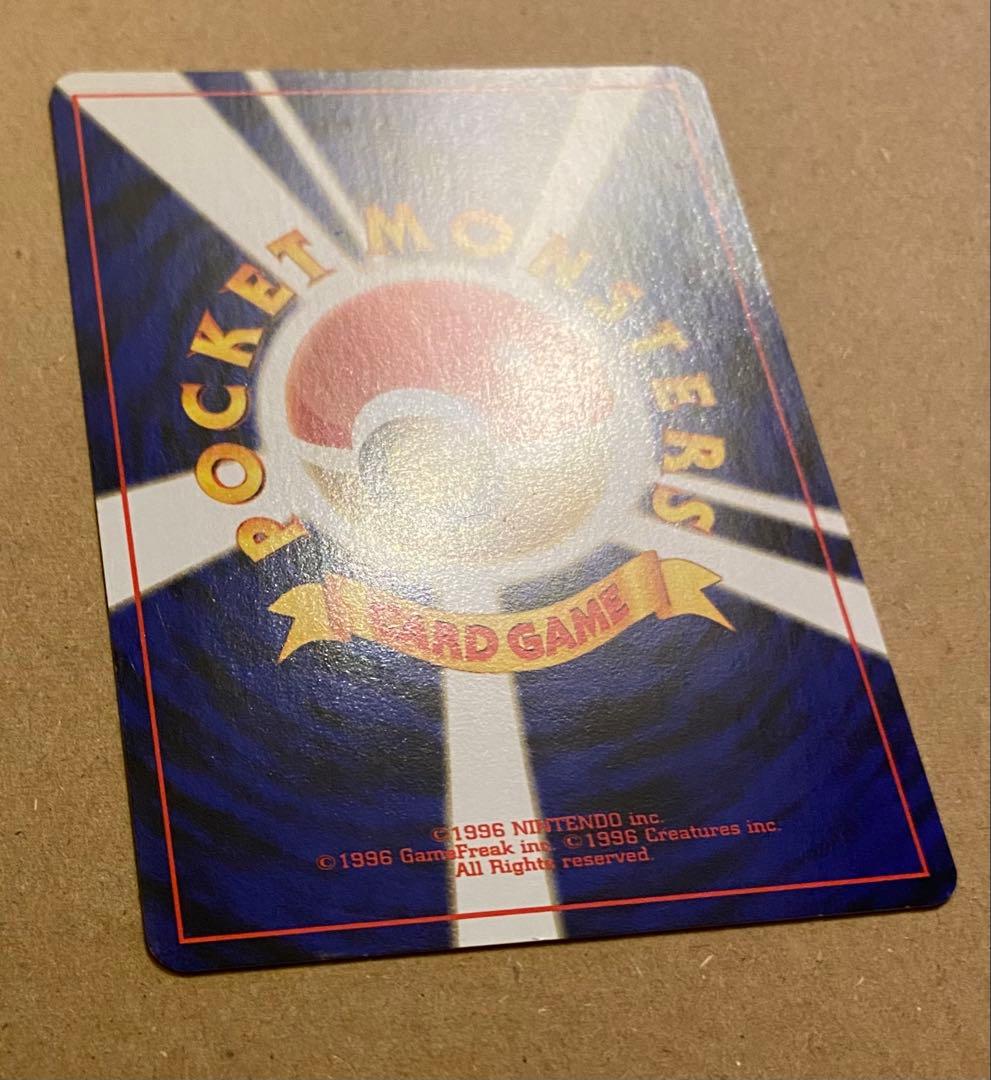 POCKET MONSTERS
CARD GAME
©1996 NINTENDO inc.
©1996 GameFreak inc. ©1996 Creatures inc.
All Rights reserved.